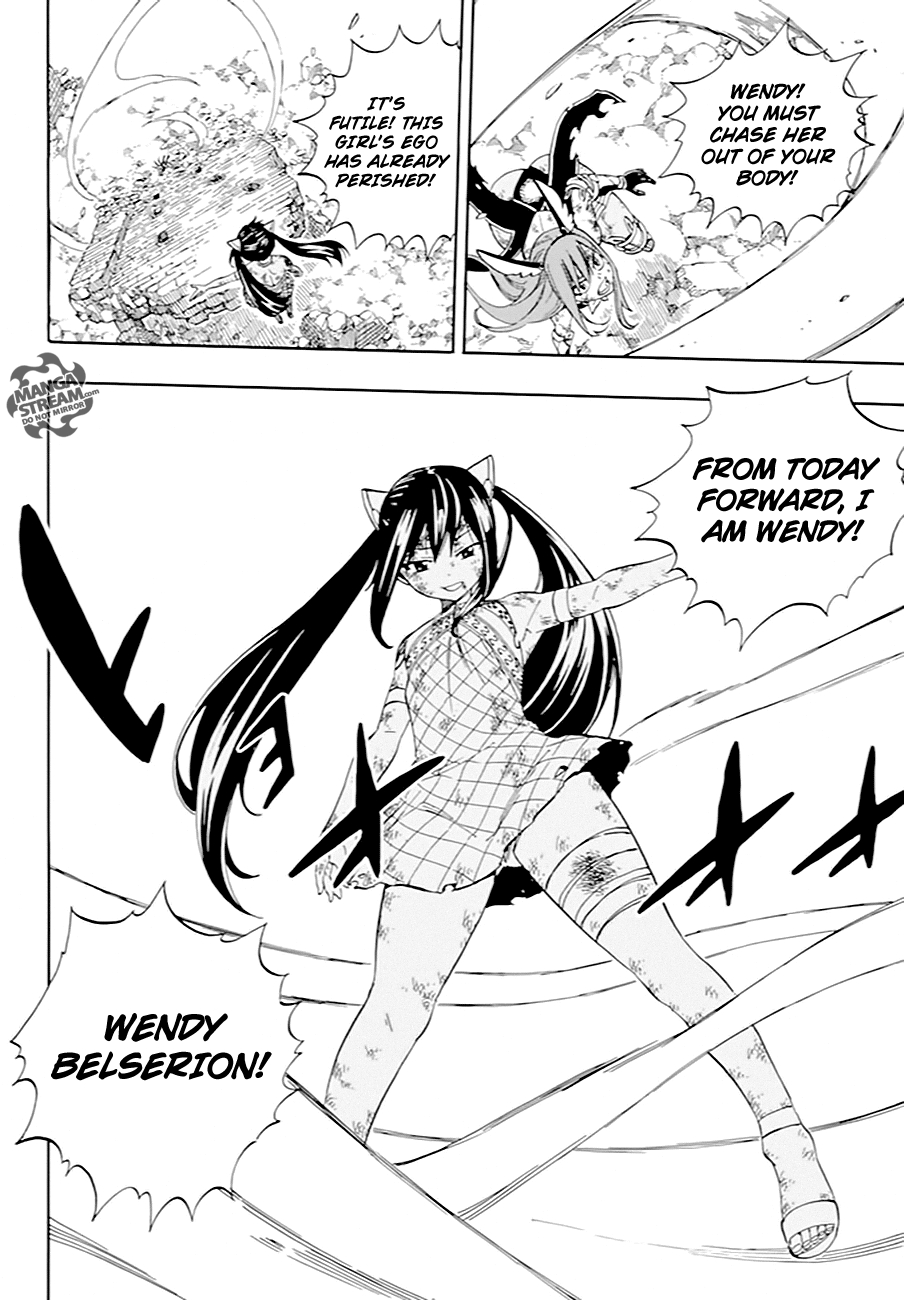 WENDY!
YOU MUST
CHASE HER
OUT OF YOUR
BODY!
IT'S
FUTILE! THIS
GIRL'S EGO
HAS ALREADY
PERISHED!
MANGA
STREAM.com
DO NOT MIRROR
FROM TODAY
FORWARD, I
AM WENDY!
WENDY
BELSERION!